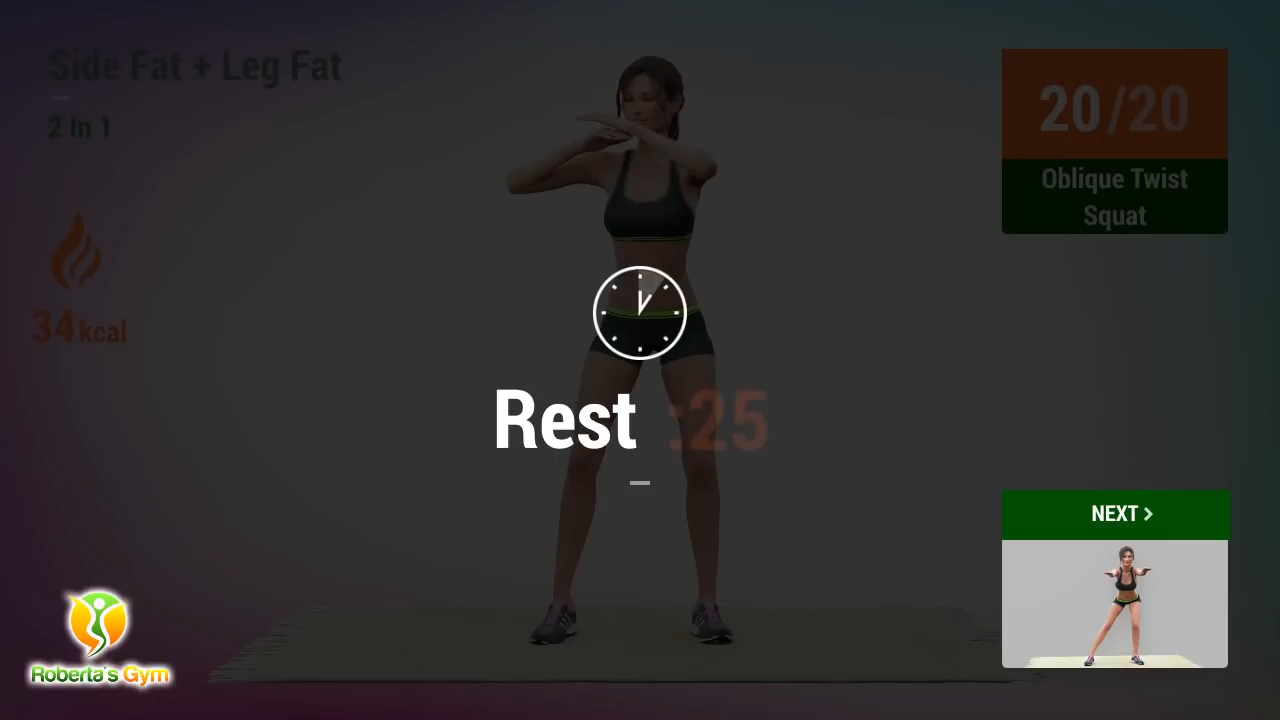 Side Fat + Leg Fat
2 In 1
34 kcal
20/20
Oblique Twist
Squat
Rest :25
NEXT >
Roberta's Gym